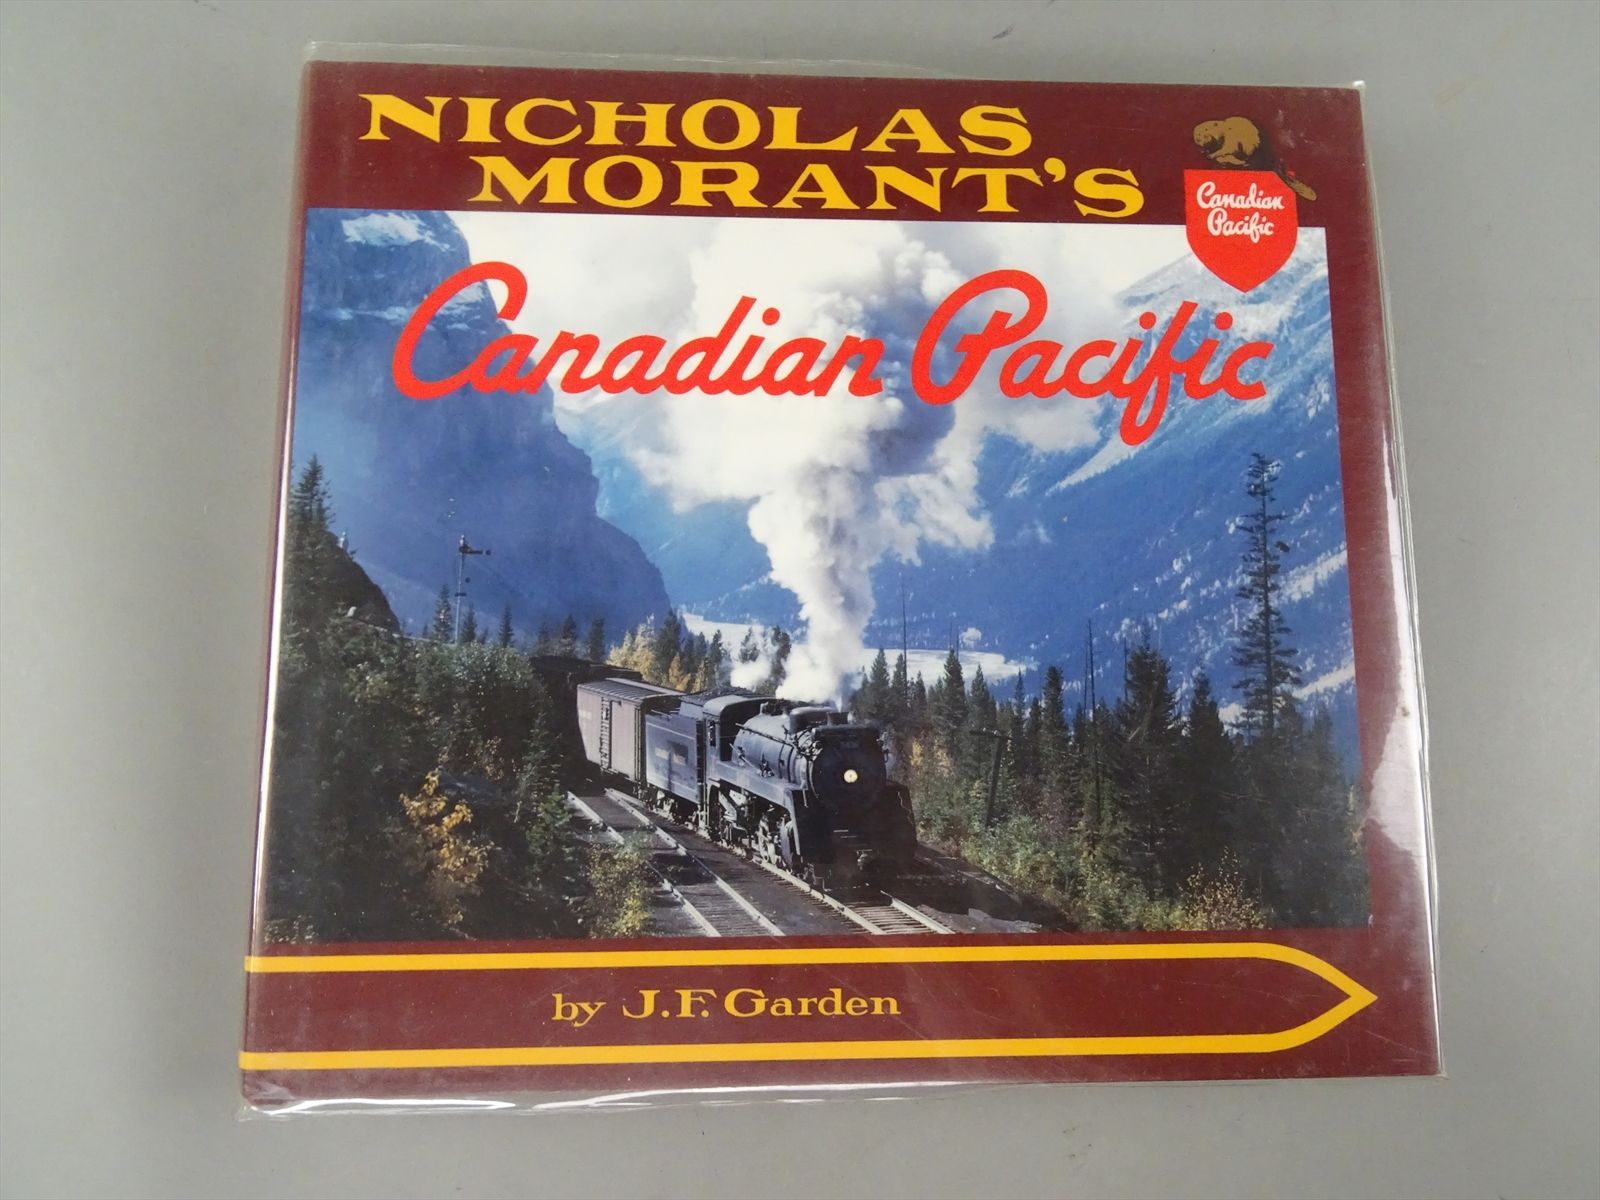 NICHOLAS
MORANT'S
Canadian
Pacific
Canadian Pacific
by J.F. Garden